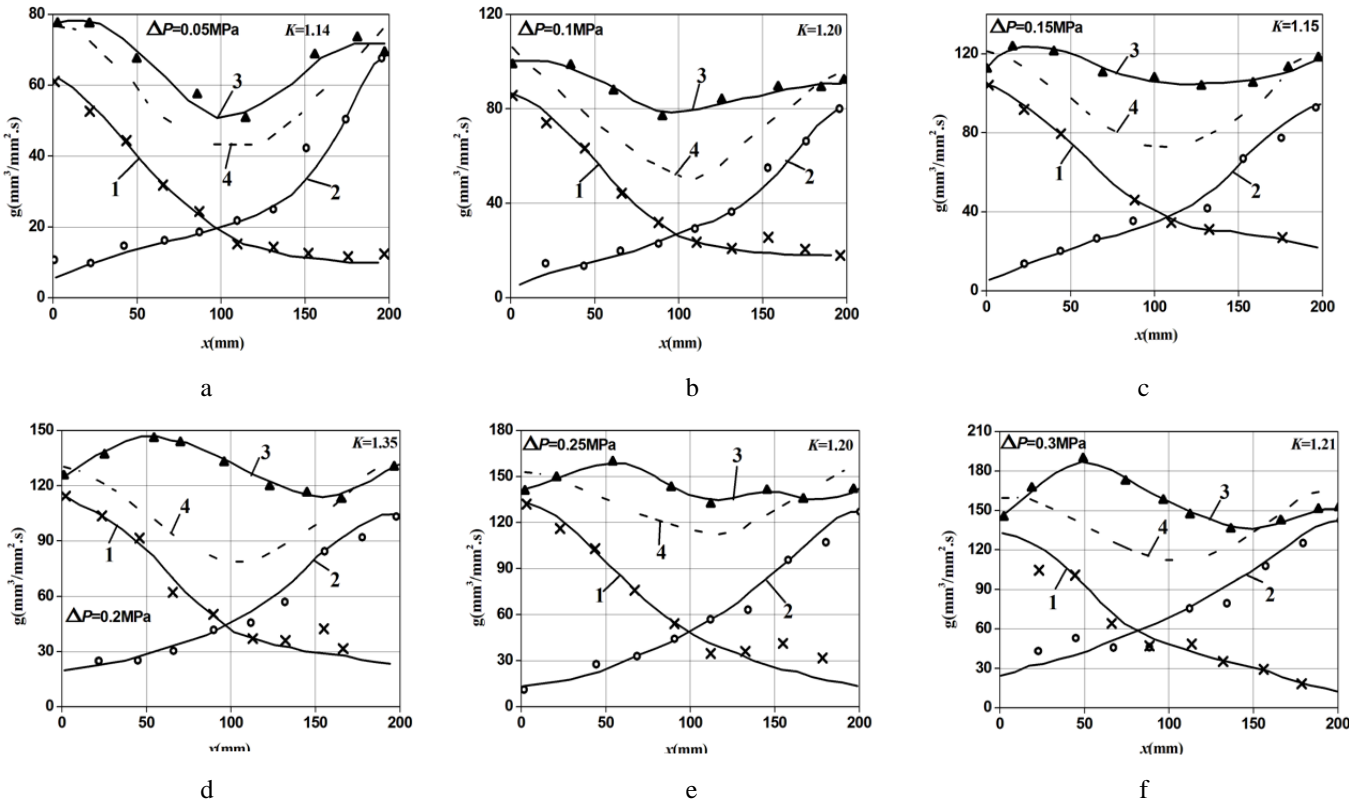 a b c
ΔP=0.05MPa K=1.14
80
60
40
20
0
g(mm³/mm².s)
3
4
1
2
0 50 100 150 200
x(mm)
a
120
ΔP=0.1MPa K=1.20
80
40
0
g(mm³/mm².s)
3
4
1
2
0 50 100 150 200
x(mm)
b
ΔP=0.15MPa K=1.15
120
80
40
0
g(mm³/mm².s)
3
4
1
2
0 50 100 150 200
x(mm)
c
150
K=1.35
120
90
60
30
0
g(mm³/mm².s)
3
4
1
2
ΔP=0.2MPa
0 50 100 150 200
x(mm)
d
180
ΔP=0.25MPa K=1.20
150
120
90
60
30
0
g(mm³/mm².s)
3
4
1
2
0 50 100 150 200
x(mm)
e
210
ΔP=0.3MPa K=1.21
180
150
120
90
60
30
0
g(mm³/mm².s)
3
4
1
2
0 50 100 150 200
x(mm)
f